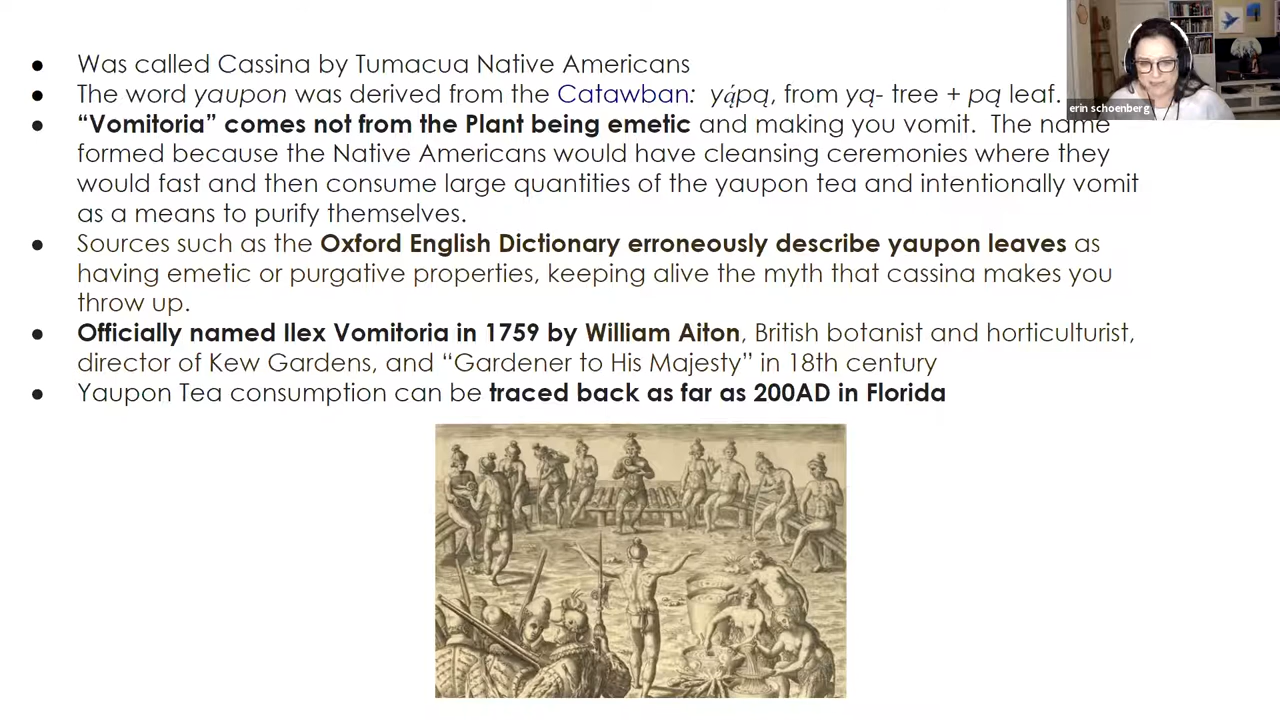 ● Was called Cassina by Tumacua Native Americans
● The word yaupon was derived from the Catawban: yą́pą, from yą- tree + pą leaf.
erin schoenberg
● “Vomitoria” comes not from the Plant being emetic and making you vomit. The name
formed because the Native Americans would have cleansing ceremonies where they
would fast and then consume large quantities of the yaupon tea and intentionally vomit
as a means to purify themselves.
● Sources such as the Oxford English Dictionary erroneously describe yaupon leaves as
having emetic or purgative properties, keeping alive the myth that cassina makes you
throw up.
● Officially named Ilex Vomitoria in 1759 by William Aiton, British botanist and horticulturist,
director of Kew Gardens, and “Gardener to His Majesty” in 18th century
● Yaupon Tea consumption can be traced back as far as 200AD in Florida